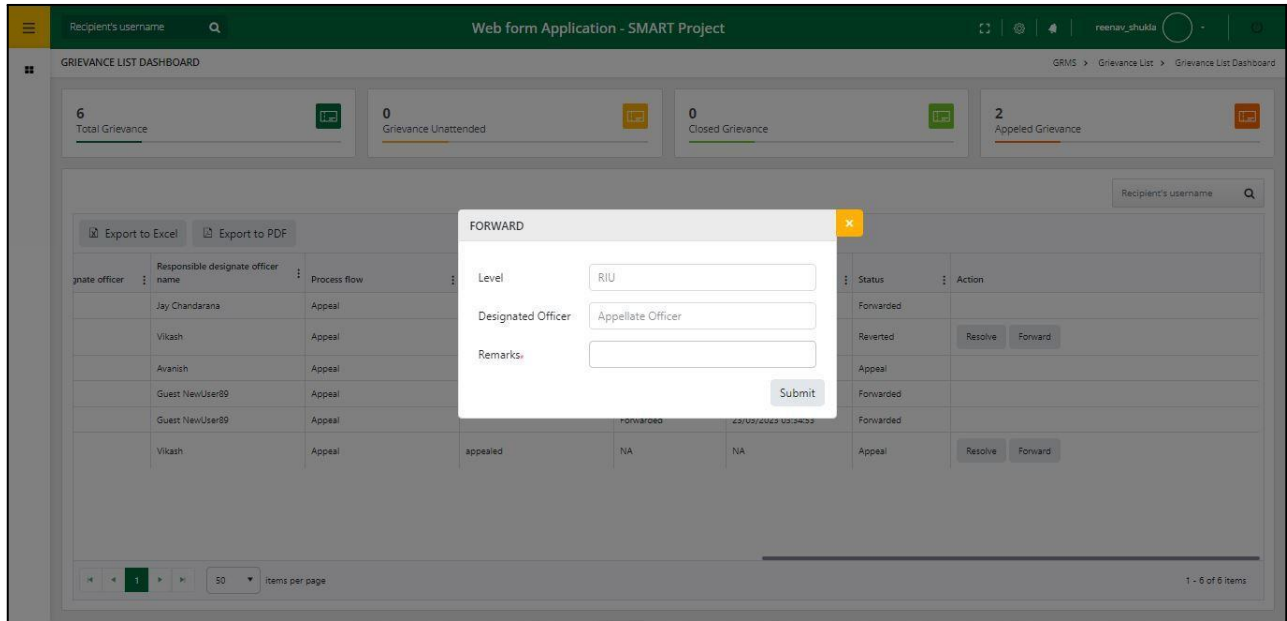 Recipient's username
Web form Application - SMART Project
reenav_shukla
GRIEVANCE LIST DASHBOARD
GRMS > Grievance List > Grievance List Dashboard
6
Total Grievance
0
Grievance Unattended
0
Closed Grievance
2
Appeled Grievance
Recipient's username
Export to Excel
Export to PDF
gnate officer
Responsible designate officer
name
Process flow
Status
Action
Jay Chandarana
Appeal
Forwarded
Vikash
Appeal
Reverted
Resolve
Forward
Avanish
Appeal
Appeal
Guest NewUser89
Appeal
Forwarded
Guest NewUser89
Appeal
Forwarded
Forwarded
Vikash
Appeal
appealed
NA
NA
Appeal
Resolve
Forward
FORWARD
×
Level
RIU
Designated Officer
Appellate Officer
Remarks*
Submit
1
50
items per page
1 - 6 of 6 items